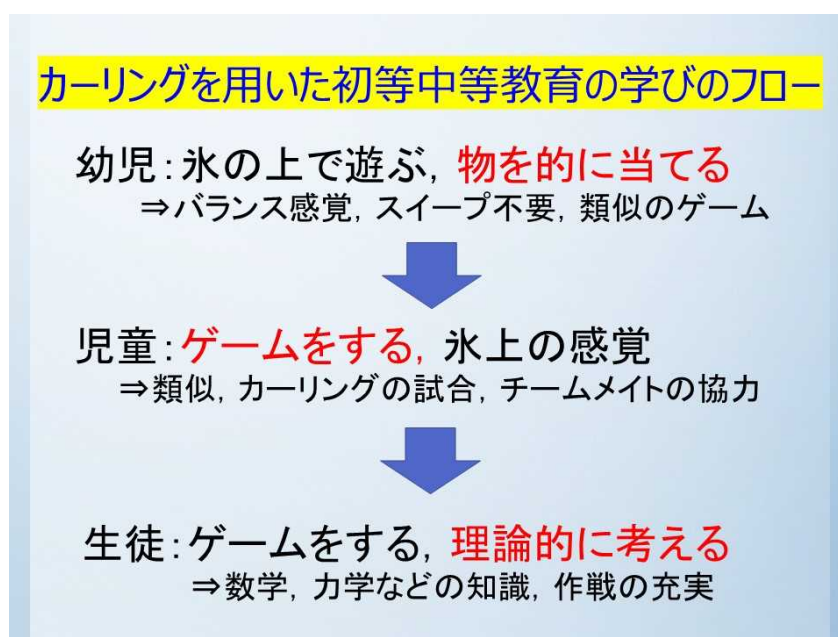 カーリングを用いた初等中等教育の学びのフロー
幼児:氷の上で遊ぶ, 物を的に当てる
⇒バランス感覚, スイープ不要, 類似のゲーム
児童:ゲームをする, 氷上の感覚
⇒類似, カーリングの試合, チームメイトの協力
生徒:ゲームをする, 理論的に考える
⇒数学, 力学などの知識, 作戦の充実